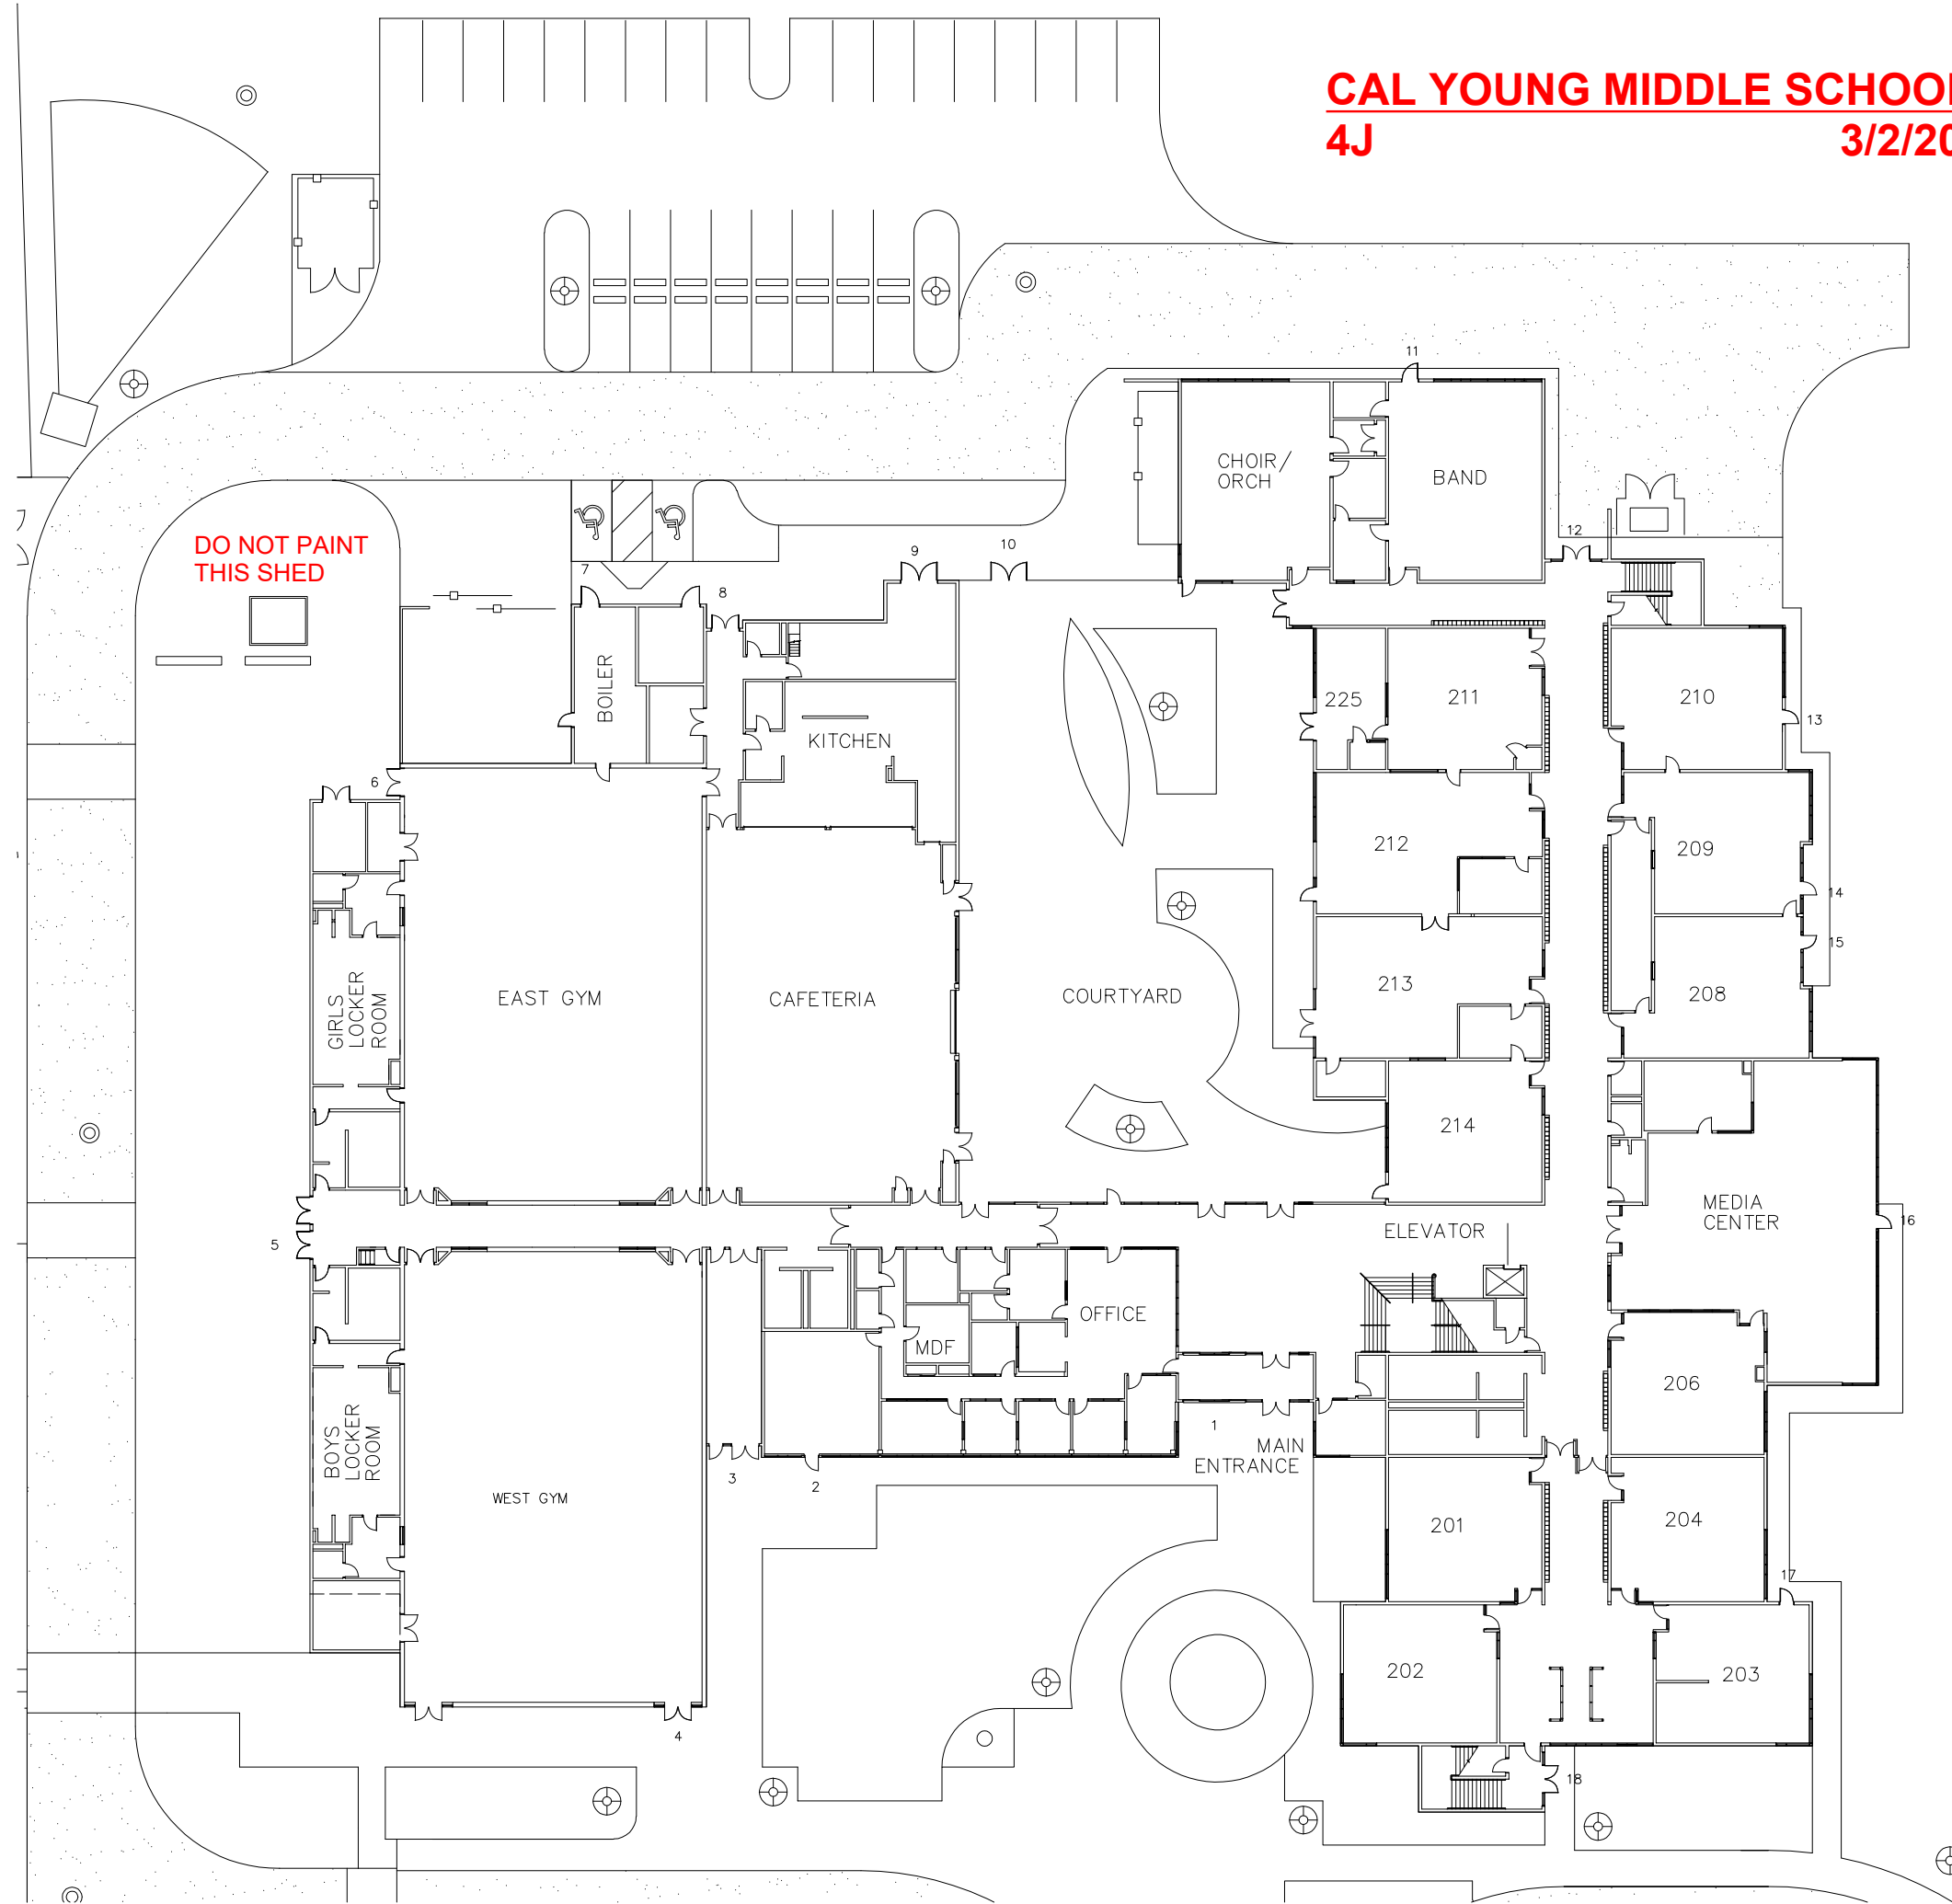 CAL YOUNG MIDDLE SCHOOL
4J 3/2/20
DO NOT PAINT
THIS SHED
11
CHOIR/
ORCH
BAND
12
9
10
7
8
BOILER
KITCHEN
225
211
210
13
6
212
209
14
15
GIRLS
LOCKER
ROOM
EAST GYM
CAFETERIA
COURTYARD
213
208
214
MEDIA
CENTER
16
5
ELEVATOR
OFFICE
MDF
206
1
MAIN
ENTRANCE
BOYS
LOCKER
ROOM
WEST GYM
3
2
201
204
17
202
203
4
18